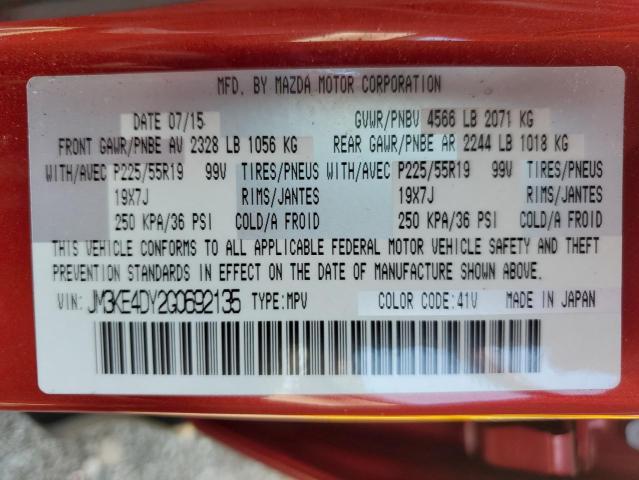 MFD. BY MAZDA MOTOR CORPORATION
DATE 07/15 GVWR/PNBV 4566 LB 2071 KG
FRONT GAWR/PNBE AV 2328 LB 1056 KG REAR GAWR/PNBE AR 2244 LB 1018 KG
WITH/AVEC P225/55R19 99V TIRES/PNEUS WITH/AVEC P225/55R19 99V TIRES/PNEUS
19X7J RIMS/JANTES 19X7J RIMS/JANTES
250 KPA/36 PSI COLD/A FROID 250 KPA/36 PSI COLD/A FROID
THIS VEHICLE CONFORMS TO ALL APPLICABLE FEDERAL MOTOR VEHICLE SAFETY AND THEFT
PREVENTION STANDARDS IN EFFECT ON THE DATE OF MANUFACTURE SHOWN ABOVE.
VIN: JM3KE4DY2G0692135 TYPE:MPV COLOR CODE:41V MADE IN JAPAN